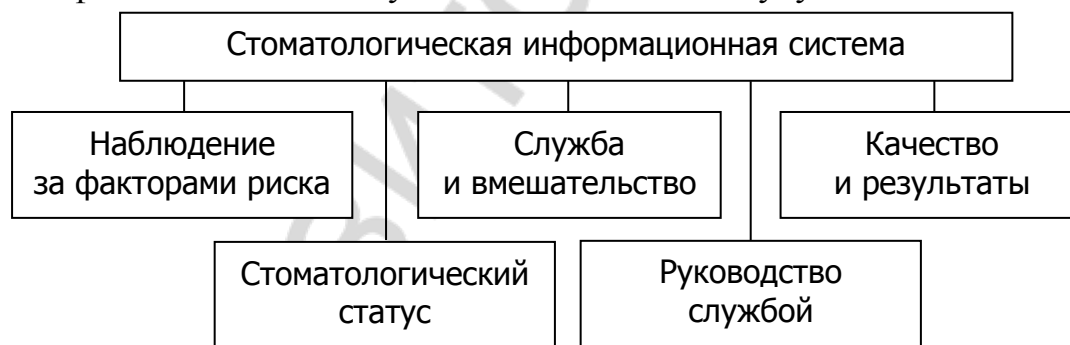 Стоматологическая информационная система
Наблюдение
за факторами риска
Служба
и вмешательство
Качество
и результаты
Стоматологический
статус
Руководство
службой